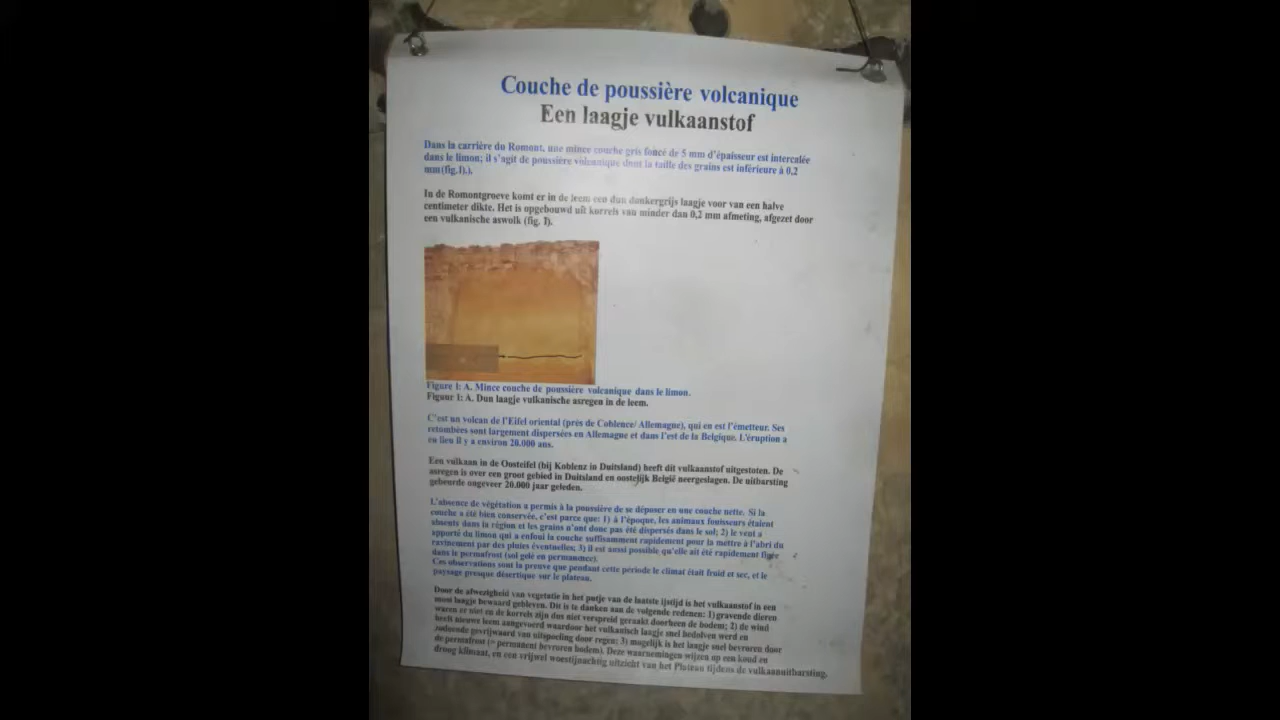 Couche de poussière volcanique
Een laagje vulkaanstof
Dans la carrière du Romont, une mince couche gris foncé de 5 mm d'épaisseur est intercalée
dans le limon; il s'agit de poussière volcanique dont la taille des grains est inférieure à 0,2
mm(fig.1).).
In de Romontgroeve komt er in de leem een dun donkergrijs laagje voor van een halve
centimeter dikte. Het is opgebouwd uit korrels van minder dan 0,2 mm afmeting, afgezet door
een vulkanische aswolk (fig. 1).
Figure 1: A. Mince couche de poussière volcanique dans le limon.
Figuur 1: A. Dun laagje vulkanische asregen in de leem.
C'est un volcan de l'Eifel oriental (près de Coblence/ Allemagne), qui en est l'émetteur. Ses
retombées sont largement dispersées en Allemagne et dans l'est de la Belgique. L'éruption a
eu lieu il y a environ 20.000 ans.
Een vulkaan in de Oosteifel (bij Koblenz in Duitsland) heeft dit vulkaanstof uitgestoten. De
asregen is over een groot gebied in Duitsland en oostelijk België neergeslagen. De uitbarsting
gebeurde ongeveer 20.000 jaar geleden.
L'absence de végétation a permis à la poussière de se déposer en une couche nette. Si la
couche a été bien conservée, c'est parce que: 1) à l'époque, les animaux fouisseurs étaient
absents dans la région et les grains n'ont donc pas été dispersés dans le sol; 2) le vent a
apporté du limon qui a enfoui la couche suffisamment rapidement pour la mettre à l'abri du
ravinement par des pluies éventuelles; 3) il est aussi possible qu'elle ait été rapidement figée
dans le permafrost (sol gelé en permanence).
Ces observations sont la preuve que pendant cette période le climat était froid et sec, et le
paysage presque désertique sur le plateau.
Door de afwezigheid van vegetatie in het putje van de laatste ijstijd is het vulkaanstof in een
mooi laagje bewaard gebleven. Dit is te danken aan de volgende redenen: 1) gravende dieren
waren er niet en de korrels zijn dus niet verspreid geraakt doorheen de bodem; 2) de wind
heeft nieuwe leem aangevoerd waardoor het vulkanisch laagje snel bedolven werd en
zodoende gevrijwaard van uitspoeling door regen; 3) mogelijk is het laagje snel bevroren door
de permafrost (= permanent bevroren bodem). Deze waarnemingen wijzen op een koud en
droog klimaat, en een vrijwel woestijnachtig uitzicht van het Plateau tijdens de vulkaanuitbarsting.